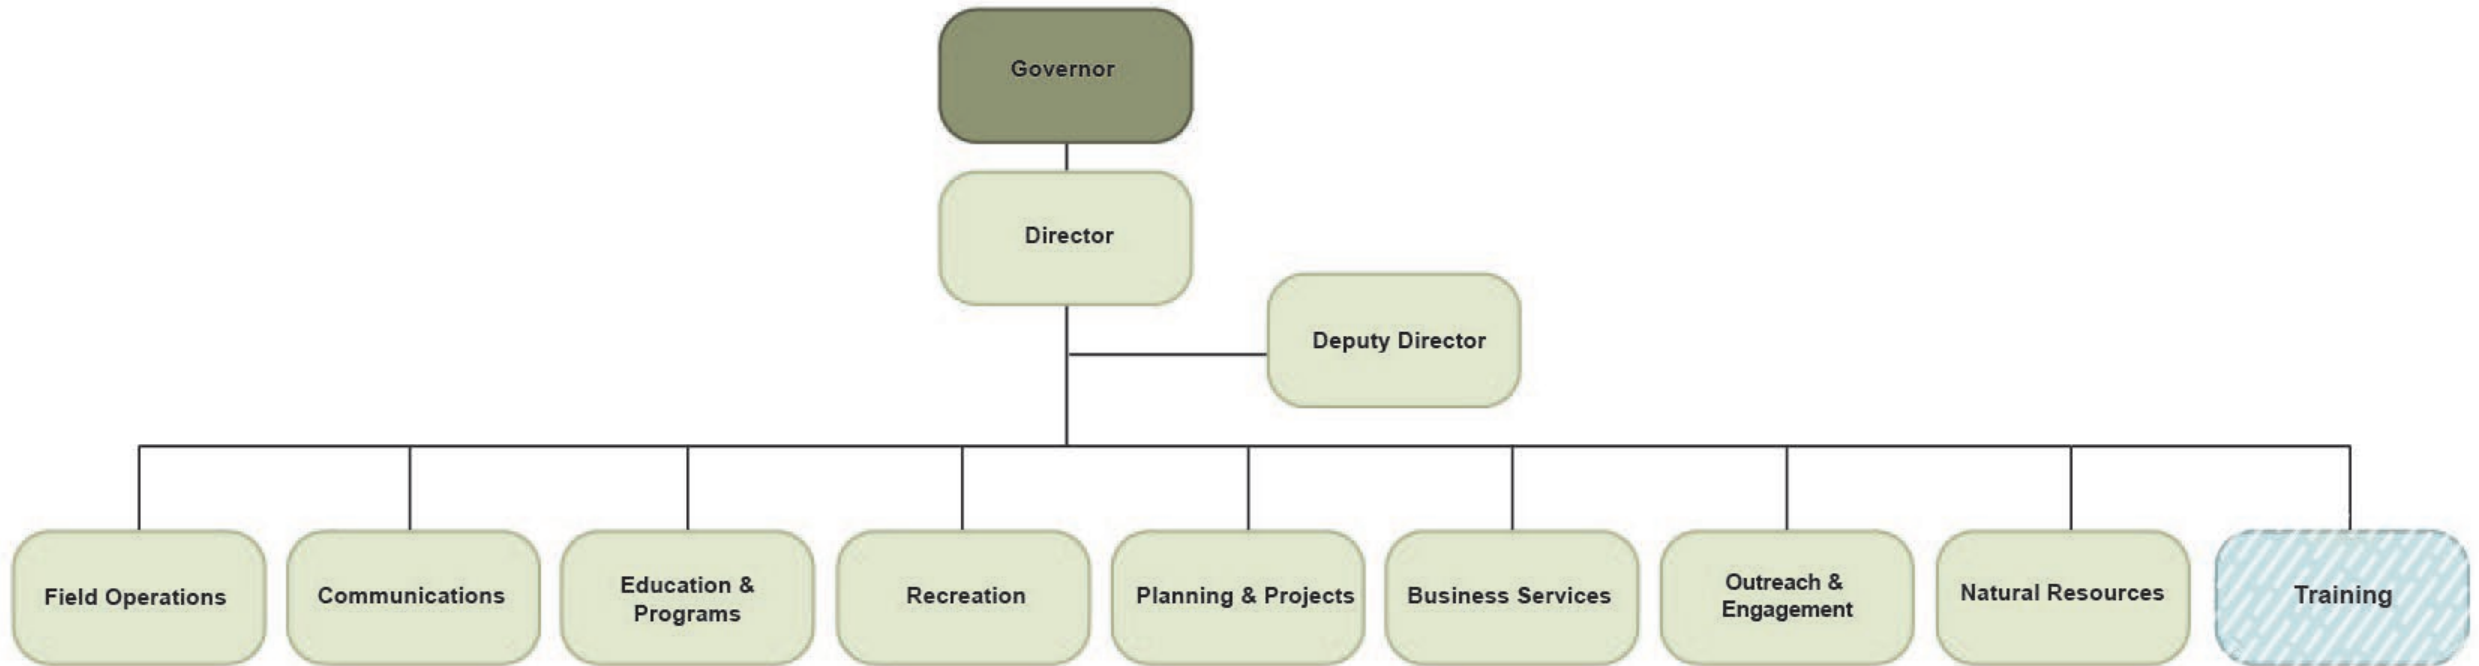 Governor
Director
Deputy Director
Field Operations
Communications
Education &
Programs
Recreation
Planning & Projects
Business Services
Outreach &
Engagement
Natural Resources
Training